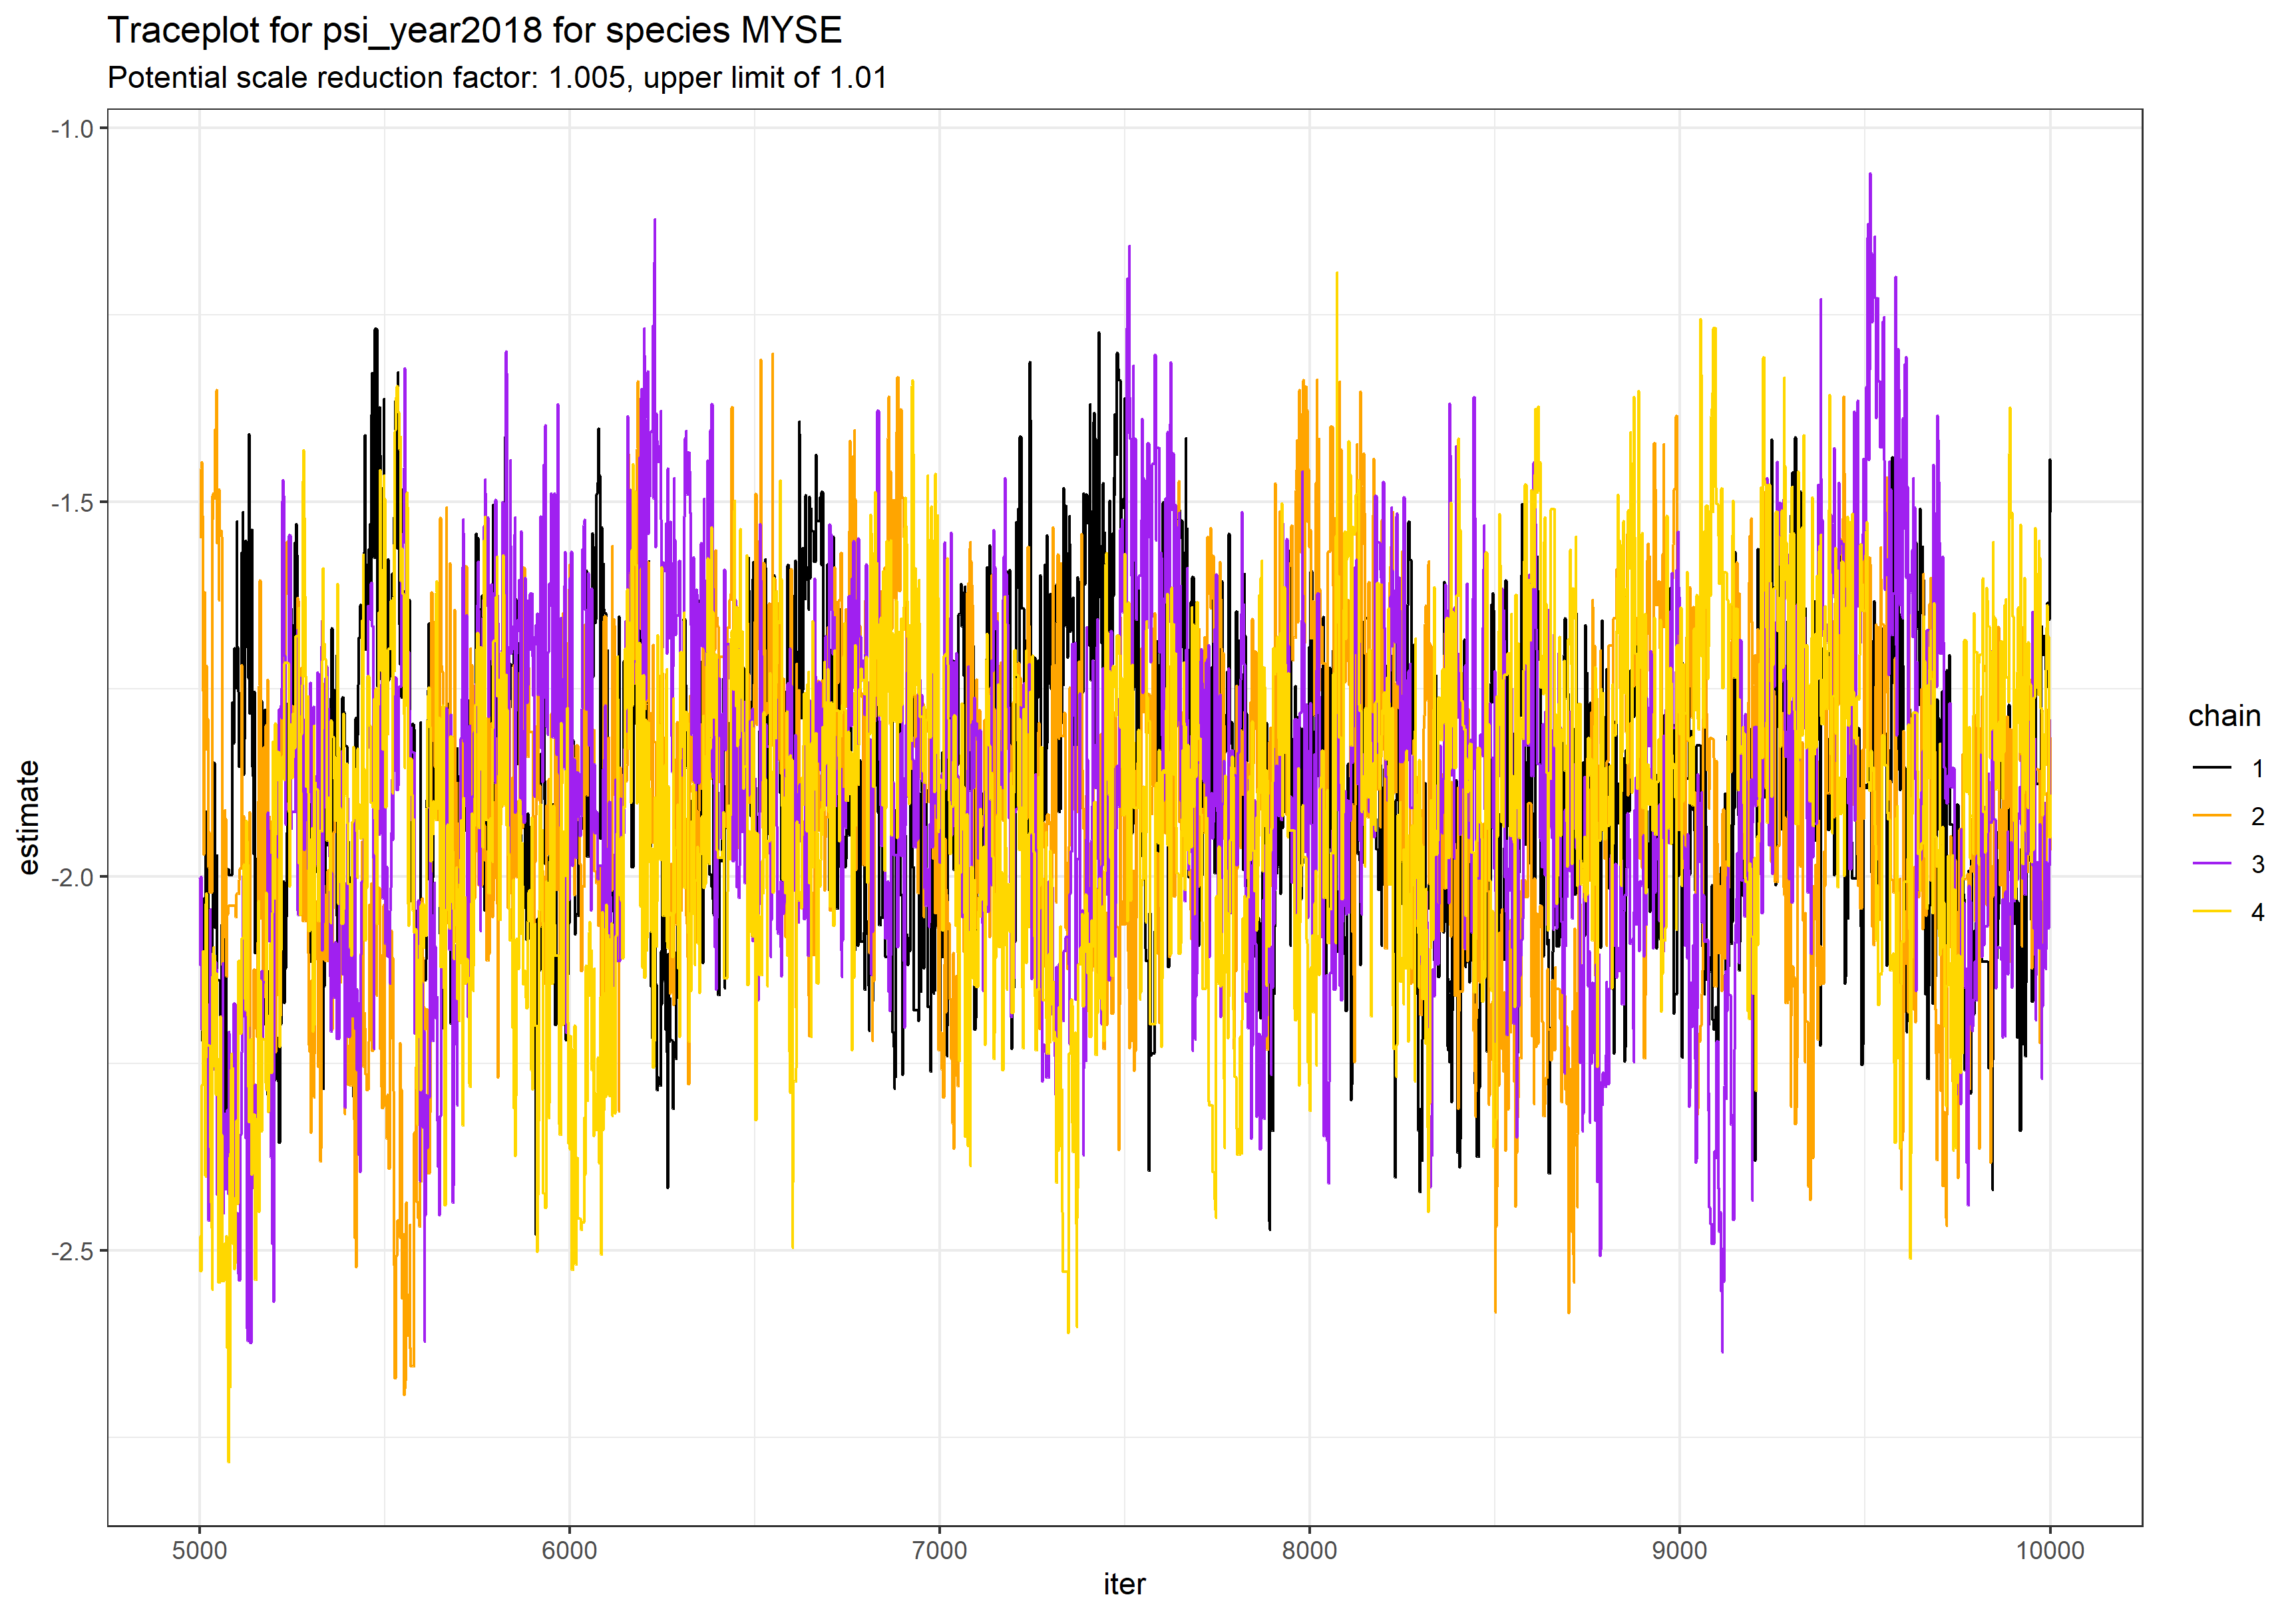 Traceplot for psi_year2018 for species MYSE
Potential scale reduction factor: 1.005, upper limit of 1.01
-1.0
-1.5
-2.0
-2.5
estimate
5000 6000 7000 8000 9000 10000
iter
chain
1
2
3
4